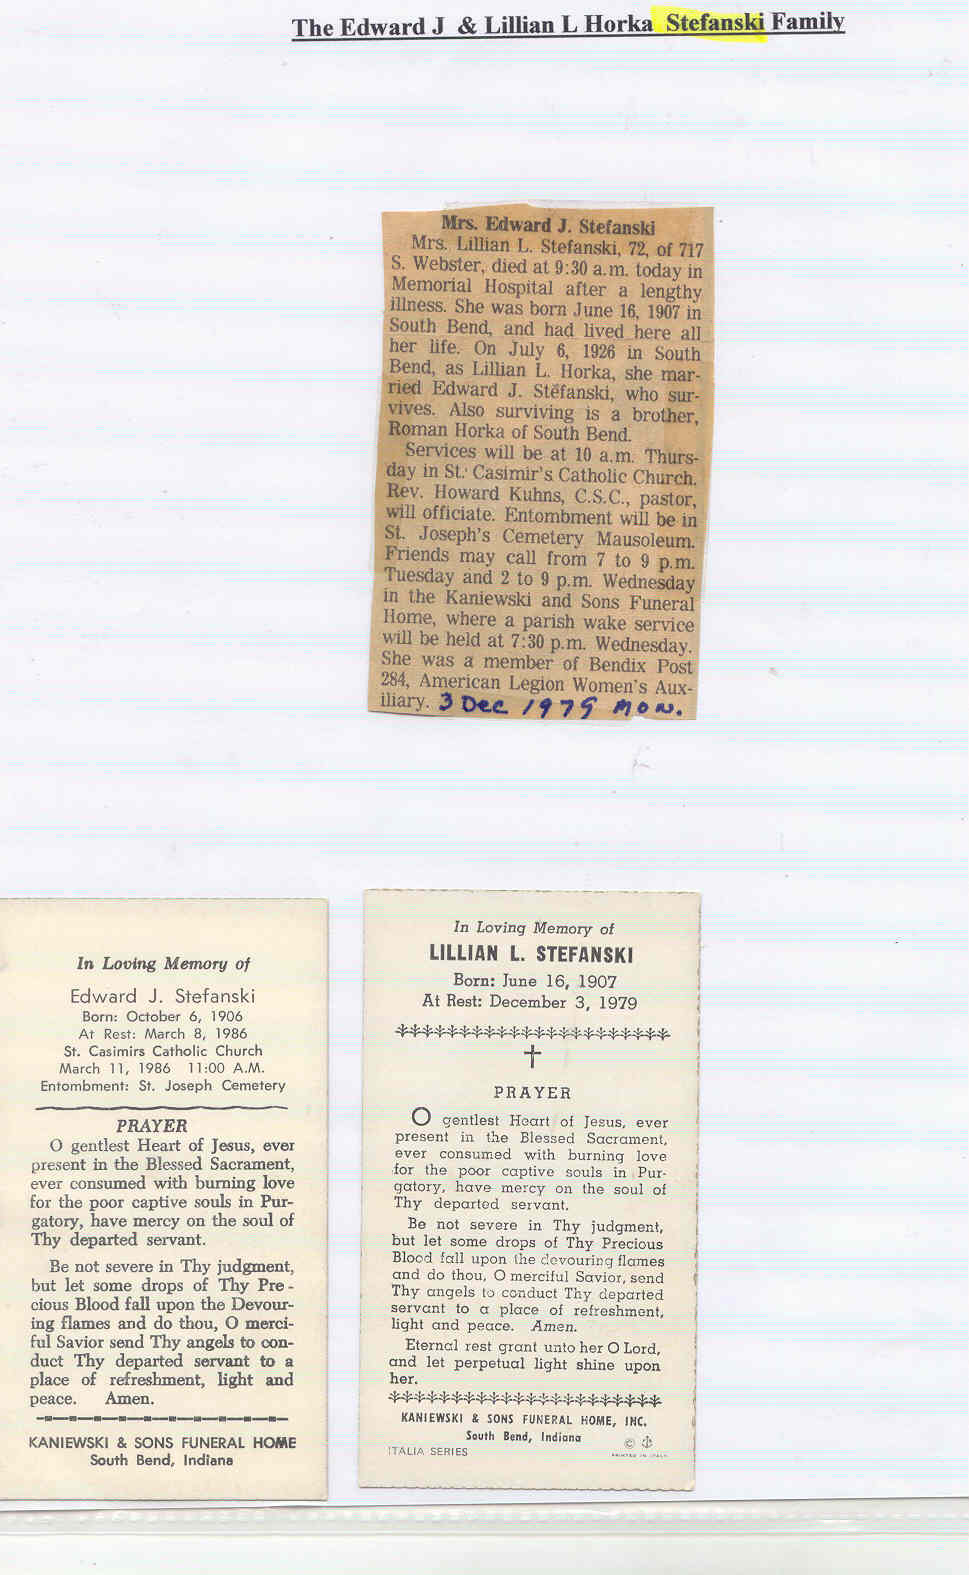 The Edward J & Lillian L Horka Stefanski Family
Mrs. Edward J. Stefanski
Mrs. Lillian L. Stefanski, 72, of 717
S. Webster, died at 9:30 a.m. today in
Memorial Hospital after a lengthy
illness. She was born June 16, 1907 in
South Bend, and had lived here all
her life. On July 6, 1926 in South
Bend, as Lillian L. Horka, she mar-
ried Edward J. Stefanski, who sur-
vives. Also surviving is a brother,
Roman Horka of South Bend.
Services will be at 10 a.m. Thurs-
day in St. Casimir's Catholic Church.
Rev. Howard Kuhns, C.S.C., pastor,
will officiate. Entombment will be in
St. Joseph's Cemetery Mausoleum.
Friends may call from 7 to 9 p.m.
Tuesday and 2 to 9 p.m. Wednesday
in the Kaniewski and Sons Funeral
Home, where a parish wake service
will be held at 7:30 p.m. Wednesday.
She was a member of Bendix Post
284, American Legion Women's Aux-
iliary. 3 Dec 1979 MON.
In Loving Memory of
Edward J. Stefanski
Born: October 6, 1906
At Rest: March 8, 1986
St. Casimirs Catholic Church
March 11, 1986 11:00 A.M.
Entombment: St. Joseph Cemetery
PRAYER
O gentlest Heart of Jesus, ever
present in the Blessed Sacrament,
ever consumed with burning love
for the poor captive souls in Pur-
gatory, have mercy on the soul of
Thy departed servant.
Be not severe in Thy judgment,
but let some drops of Thy Pre-
cious Blood fall upon the Devour-
ing flames and do thou, O merci-
ful Savior send Thy angels to con-
duct Thy departed servant to a
place of refreshment, light and
peace. Amen.
KANIEWSKI & SONS FUNERAL HOME
South Bend, Indiana
In Loving Memory of
LILLIAN L. STEFANSKI
Born: June 16, 1907
At Rest: December 3, 1979
PRAYER
O gentlest Heart of Jesus, ever
present in the Blessed Sacrament,
ever consumed with burning love
for the poor captive souls in Pur-
gatory, have mercy on the soul of
Thy departed servant.
Be not severe in Thy judgment,
but let some drops of Thy Precious
Blood fall upon the devouring flames
and do thou, O merciful Savior, send
Thy angels to conduct Thy departed
servant to a place of refreshment,
light and peace. Amen.
Eternal rest grant unto her O Lord,
and let perpetual light shine upon
her.
KANIEWSKI & SONS FUNERAL HOME, INC.
South Bend, Indiana
ITALIA SERIES
©
PRINTED IN ITALY